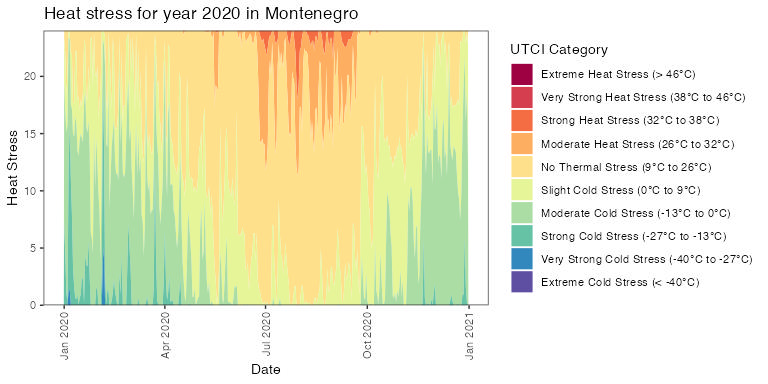 Heat stress for year 2020 in Montenegro
Heat Stress
20
15
10
5
0
Jan 2020
Apr 2020
Jul 2020
Oct 2020
Jan 2021
Date
UTCI Category
Extreme Heat Stress (> 46°C)
Very Strong Heat Stress (38°C to 46°C)
Strong Heat Stress (32°C to 38°C)
Moderate Heat Stress (26°C to 32°C)
No Thermal Stress (9°C to 26°C)
Slight Cold Stress (0°C to 9°C)
Moderate Cold Stress (-13°C to 0°C)
Strong Cold Stress (-27°C to -13°C)
Very Strong Cold Stress (-40°C to -27°C)
Extreme Cold Stress (< -40°C)